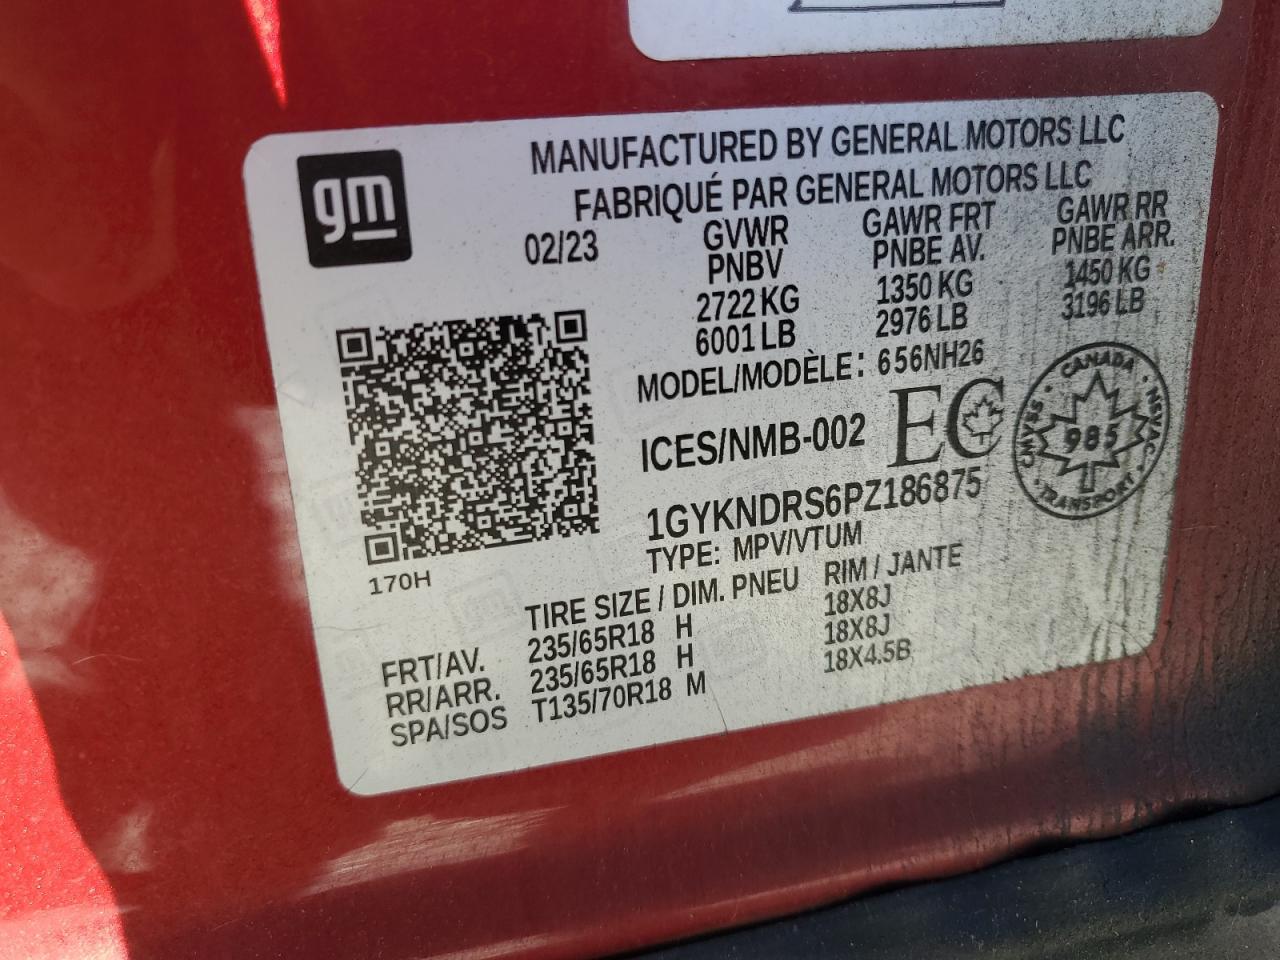 gm
MANUFACTURED BY GENERAL MOTORS LLC
FABRIQUÉ PAR GENERAL MOTORS LLC
02/23
GVWR GAWR FRT GAWR RR
PNBV PNBE AV. PNBE ARR.
2722 KG 1350 KG 1450 KG
6001 LB 2976 LB 3196 LB
MODEL/MODÈLE: 656NH26
ICES/NMB-002 EC
CANADA · NSVAC · TRANSPORT · CMVSS ·
985
1GYKNDRS6PZ186875
TYPE: MPV/VTUM
170H
TIRE SIZE / DIM. PNEU RIM / JANTE
FRT/AV. 235/65R18 H 18X8J
RR/ARR. 235/65R18 H 18X8J
SPA/SOS T135/70R18 M 18X4.5B